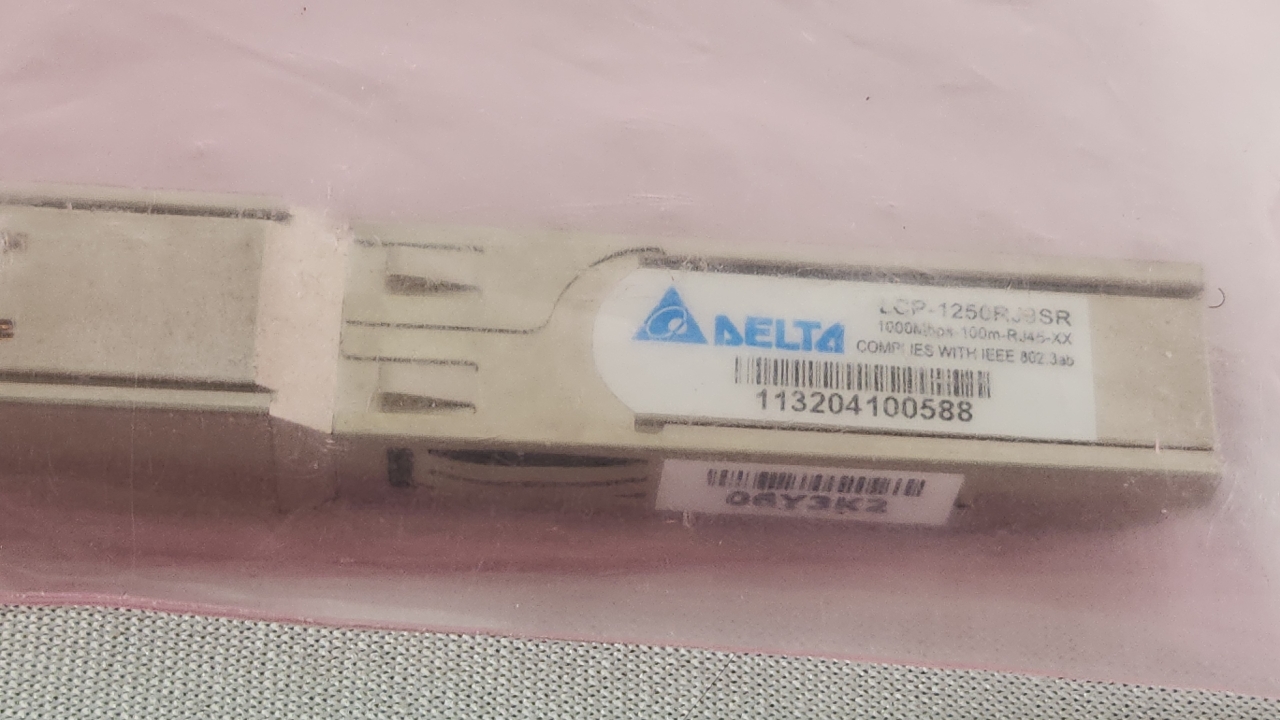 DELTA
LCP-1250RJ3SR
1000Mbps-100m-RJ45-XX
COMPLIES WITH IEEE 802.3ab
113204100588
06Y3K2